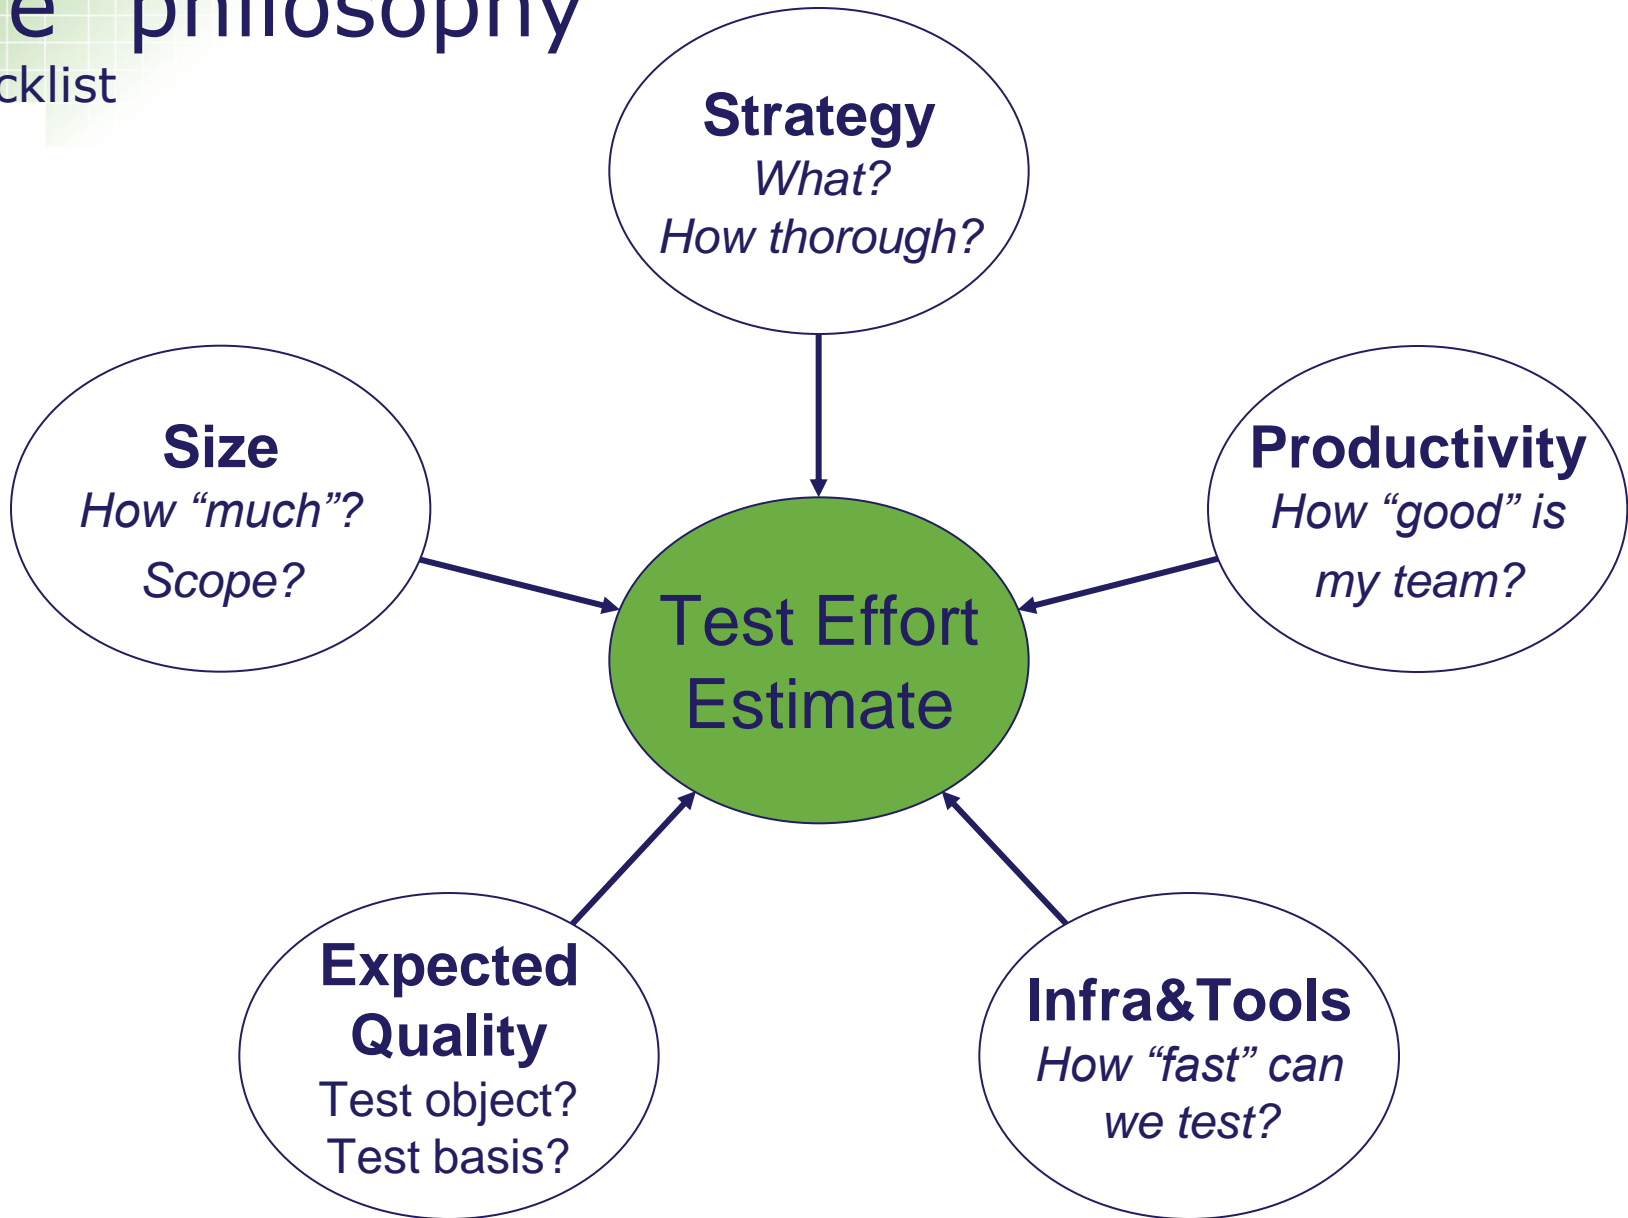 e philosophy
cklist
Strategy
What?
How thorough?
Size
How “much”?
Scope?
Productivity
How “good” is
my team?
Test Effort
Estimate
Expected
Quality
Test object?
Test basis?
Infra&Tools
How “fast” can
we test?